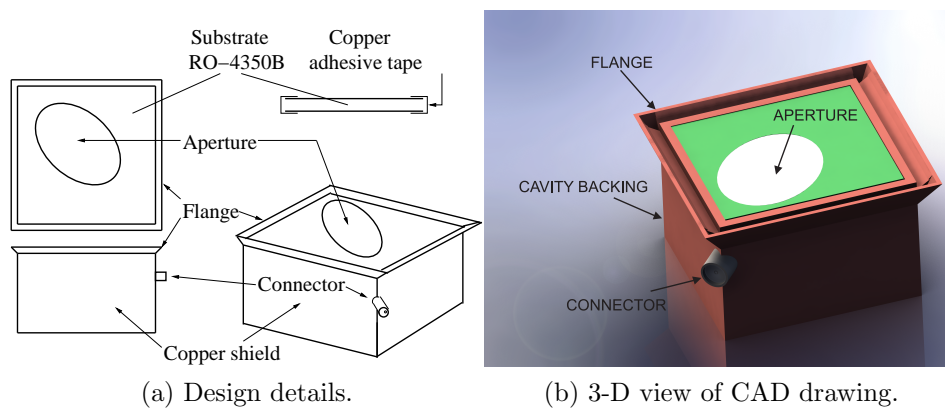 Substrate
RO–4350B
Copper
adhesive tape
Aperture
Flange
Connector
Copper shield
(a) Design details.
FLANGE
APERTURE
CAVITY BACKING
CONNECTOR
(b) 3-D view of CAD drawing.